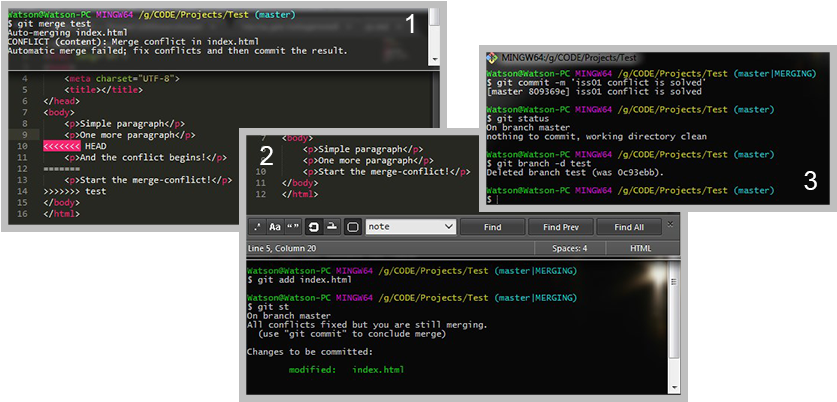 1
Watson@Watson-PC MINGW64 /g/CODE/Projects/Test (master)
$ git merge test
Auto-merging index.html
CONFLICT (content): Merge conflict in index.html
Automatic merge failed; fix conflicts and then commit the result.
4 <meta charset="UTF-8">
5 <title></title>
6 </head>
7 <body>
8 <p>Simple paragraph</p>
9 <p>One more paragraph</p>
10 <<<<<<< HEAD
11 <p>And the conflict begins!</p>
12 =======
13 <p>Start the merge-conflict!</p>
14 >>>>>>> test
15 </body>
16 </html>
2
7 <body>
<p>Simple paragraph</p>
<p>One more paragraph</p>
10 <p>Start the merge-conflict!</p>
11 </body>
12 </html>
.* Aa “ ” note Find Find Prev Find All ×
Line 5, Column 20 Spaces: 4 HTML
Watson@Watson-PC MINGW64 /g/CODE/Projects/Test (master|MERGING)
$ git add index.html
Watson@Watson-PC MINGW64 /g/CODE/Projects/Test (master|MERGING)
$ git st
On branch master
All conflicts fixed but you are still merging.
(use "git commit" to conclude merge)
Changes to be committed:
modified: index.html
MINGW64:/g/CODE/Projects/Test
Watson@Watson-PC MINGW64 /g/CODE/Projects/Test (master|MERGING)
$ git commit -m 'iss01 conflict is solved'
[master 809369e] iss01 conflict is solved
Watson@Watson-PC MINGW64 /g/CODE/Projects/Test (master)
$ git status
On branch master
nothing to commit, working directory clean
Watson@Watson-PC MINGW64 /g/CODE/Projects/Test (master)
$ git branch -d test
Deleted branch test (was 0c93ebb).
Watson@Watson-PC MINGW64 /g/CODE/Projects/Test (master)
$
3